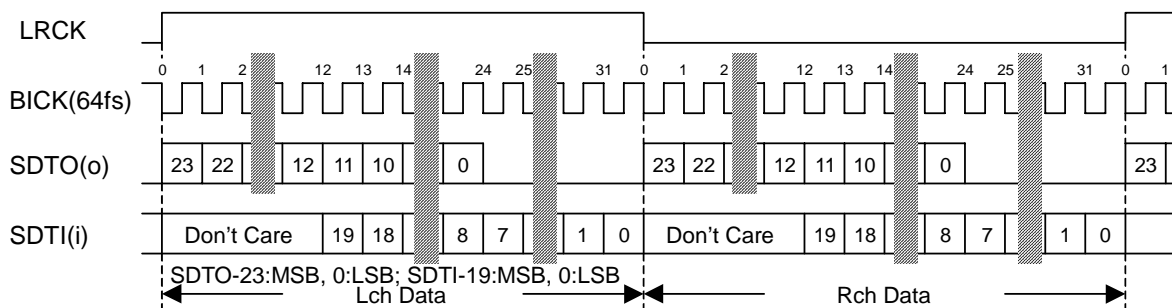 LRCK
0 1 2 12 13 14 24 25 31 0 1 2 12 13 14 24 25 31 0 1
BICK(64fs)
SDTO(o) 23 22 12 11 10 0 23 22 12 11 10 0 23
SDTI(i) Don't Care 19 18 8 7 1 0 Don't Care 19 18 8 7 1 0
SDTO-23:MSB, 0:LSB; SDTI-19:MSB, 0:LSB
Lch Data Rch Data